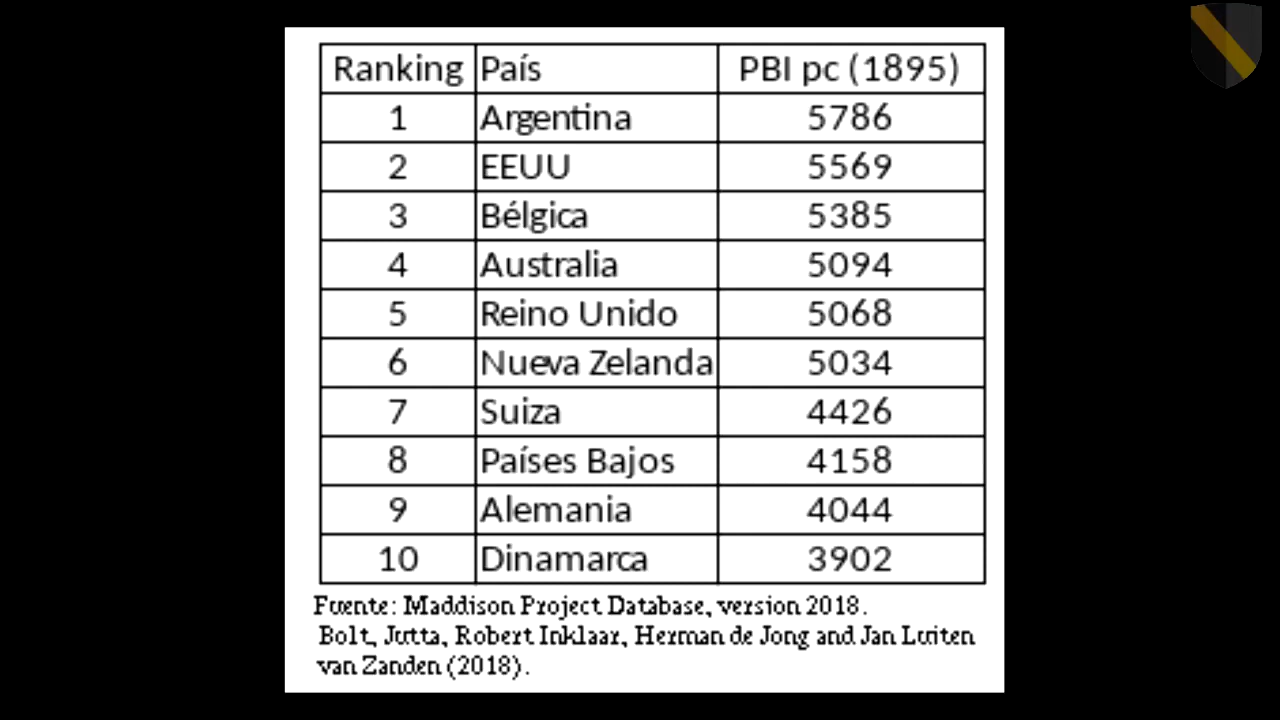 Ranking País PBI pc (1895)
1 Argentina 5786
2 EEUU 5569
3 Bélgica 5385
4 Australia 5094
5 Reino Unido 5068
6 Nueva Zelanda 5034
7 Suiza 4426
8 Países Bajos 4158
9 Alemania 4044
10 Dinamarca 3902
Fuente: Maddison Project Database, version 2018.
Bolt, Jutta, Robert Inklaar, Herman de Jong and Jan Luiten
van Zanden (2018).